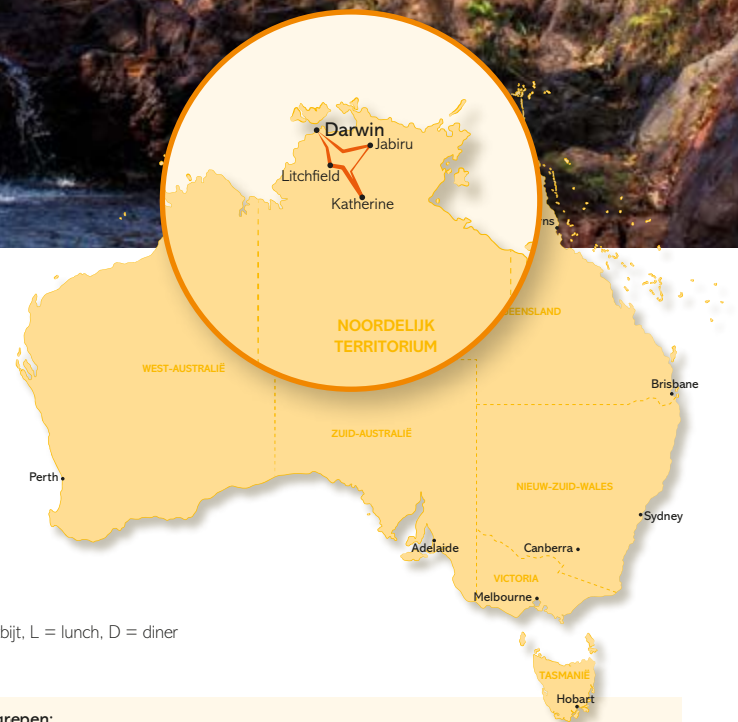 Darwin
Jabiru
Litchfield
Katherine
NOORDELIJK
TERRITORIUM
WEST-AUSTRALIË
Brisbane
ZUID-AUSTRALIË
Perth
NIEUW-ZUID-WALES
Sydney
Adelaide
Canberra
VICTORIA
Melbourne
bijt, L = lunch, D = diner
TASMANIË
Hobart